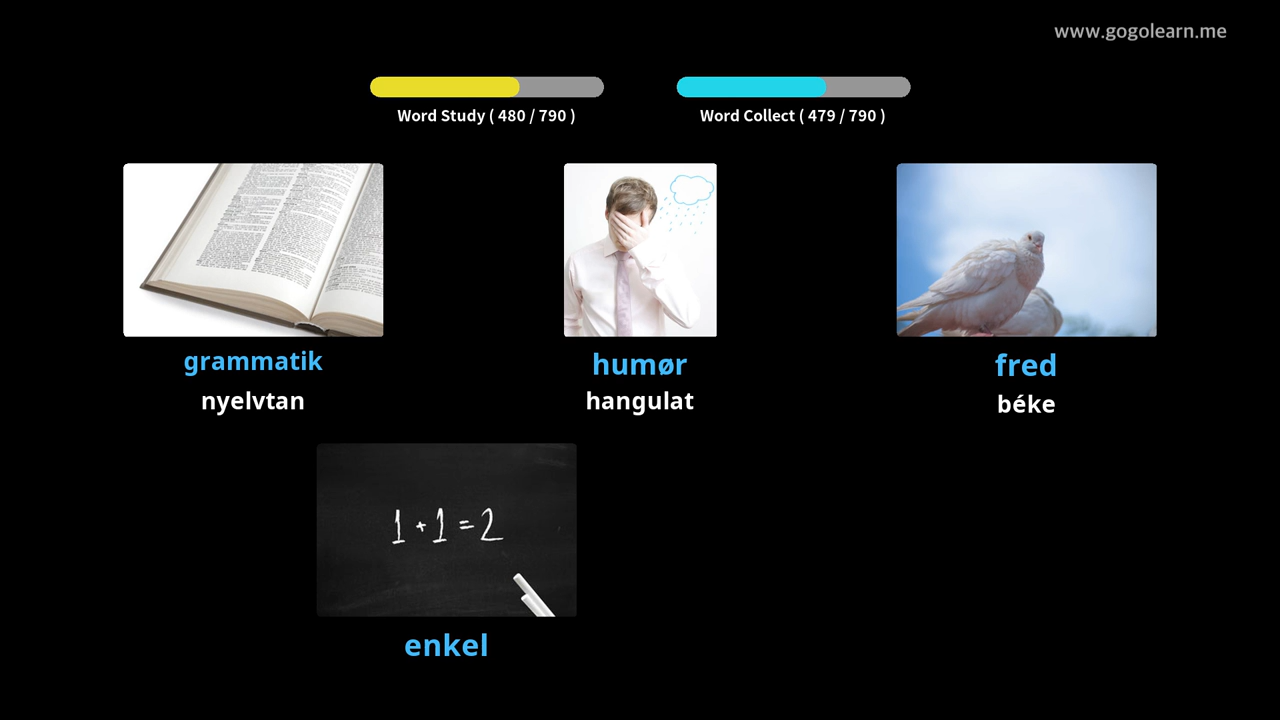 www.gogolearn.me
Word Study ( 480 / 790 )
Word Collect ( 479 / 790 )
grammatik
nyelvtan
humør
hangulat
fred
béke
1 + 1 = 2
enkel